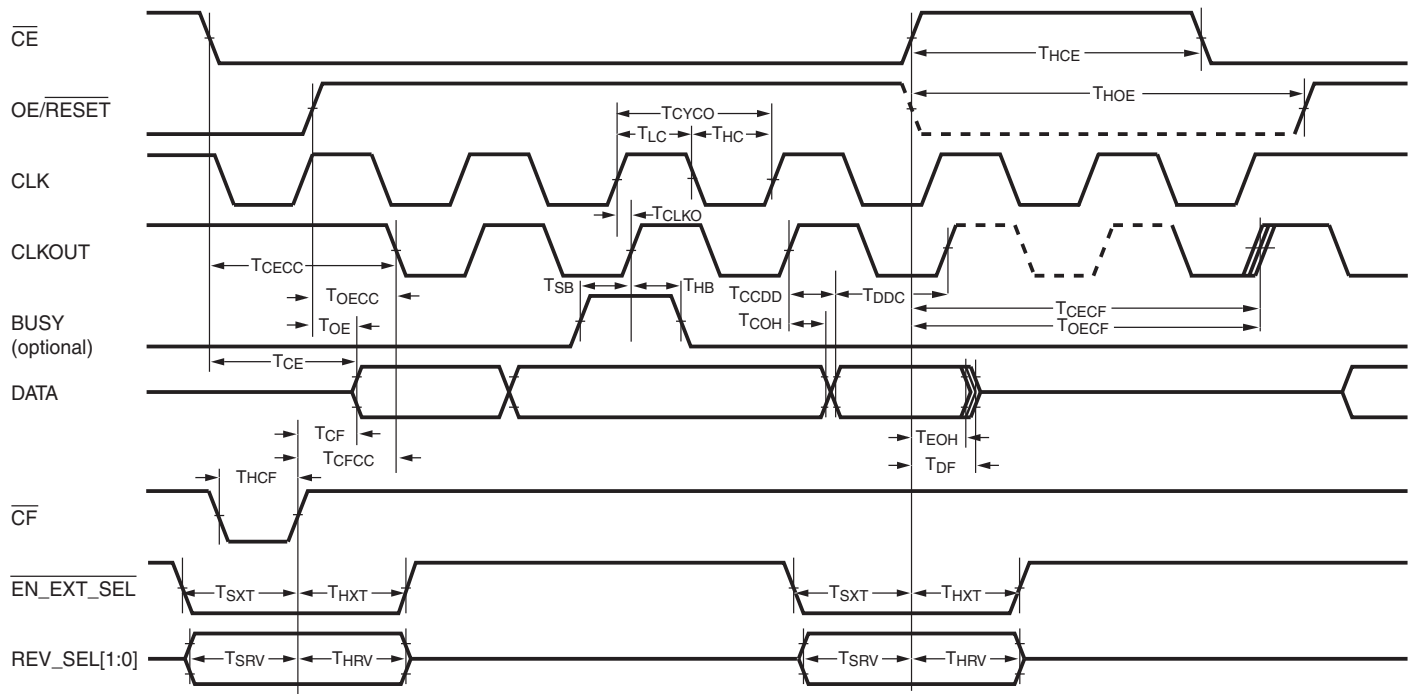 CE
THCE
OE/RESET
THOE
TCYCO
TLC
THC
CLK
TCLKO
CLKOUT
TCECC
TSB
THB
TCCDD
TDDC
TOECC
TCECF
TCOH
TOECF
BUSY
(optional)
TOE
TCE
DATA
TCF
TEOH
TCFCC
TDF
THCF
CF
EN_EXT_SEL
TSXT
THXT
TSXT
THXT
REV_SEL[1:0]
TSRV
THRV
TSRV
THRV